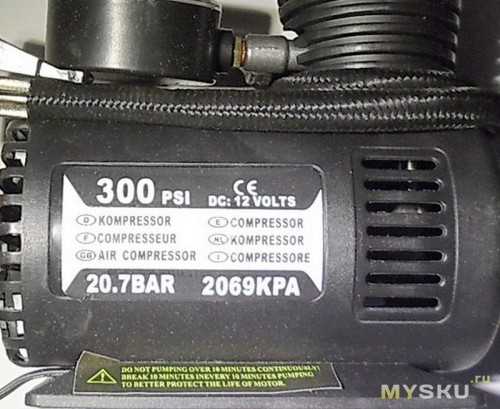 300 PSI CE DC: 12 VOLTS
D KOMPRESSOR E COMPRESSOR
F COMPRESSEUR NL KOMPRESSOR
GB AIR COMPRESSOR I COMPRESSORE
20.7BAR 2069KPA
DO NOT PUMPING OVER 10 MINUTES CONTINUOUSLY!
BREAK 10 MINUTES INEVERY 10 MINUTES PUMPING
TO BETTER PROTECT THE LIFE OF MOTOR.
MYSKU.ru